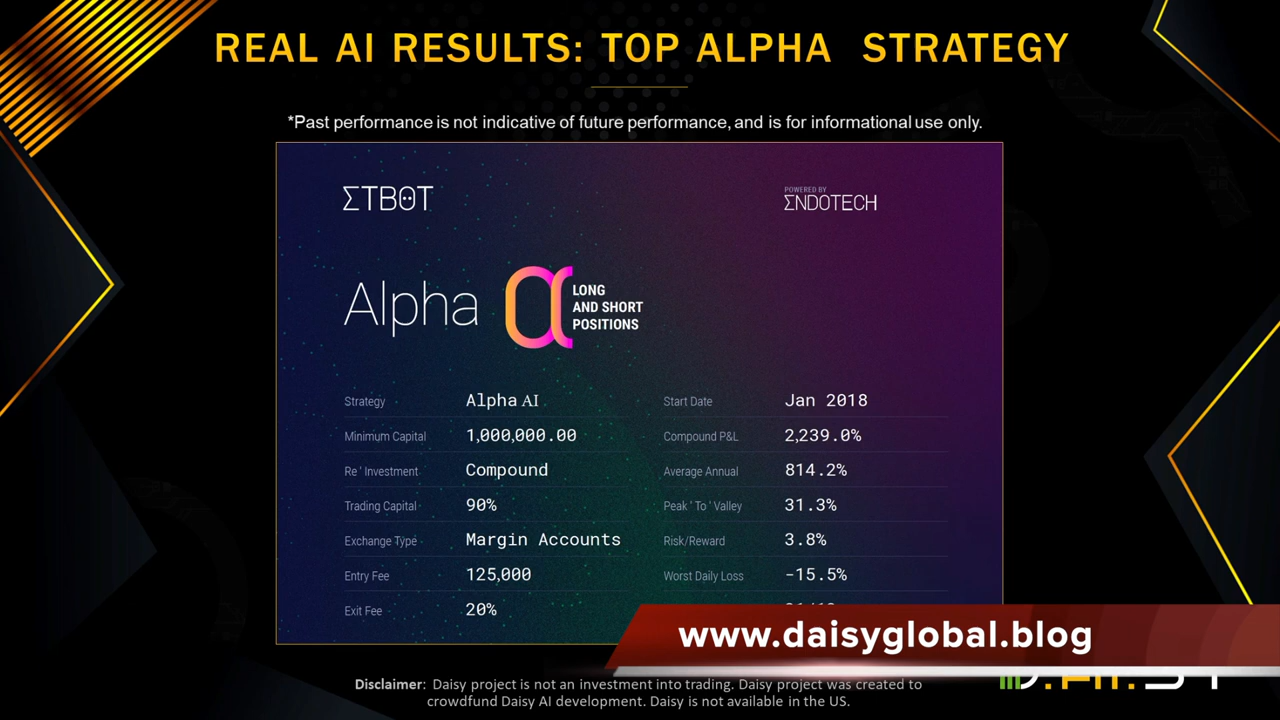 REAL AI RESULTS: TOP ALPHA STRATEGY
*Past performance is not indicative of future performance, and is for informational use only.
ΣTBOT
POWERED BY
ΣNDOTECH
Alpha
α
LONG
AND SHORT
POSITIONS
Strategy Alpha AI Start Date Jan 2018
Minimum Capital 1,000,000.00 Compound P&L 2,239.0%
Re ' Investment Compound Average Annual 814.2%
Trading Capital 90% Peak ' To ' Valley 31.3%
Exchange Type Margin Accounts Risk/Reward 3.8%
Entry Fee 125,000 Worst Daily Loss -15.5%
Exit Fee 20%
www.daisyglobal.blog
Disclaimer: Daisy project is not an investment into trading. Daisy project was created to
crowdfund Daisy AI development. Daisy is not available in the US.